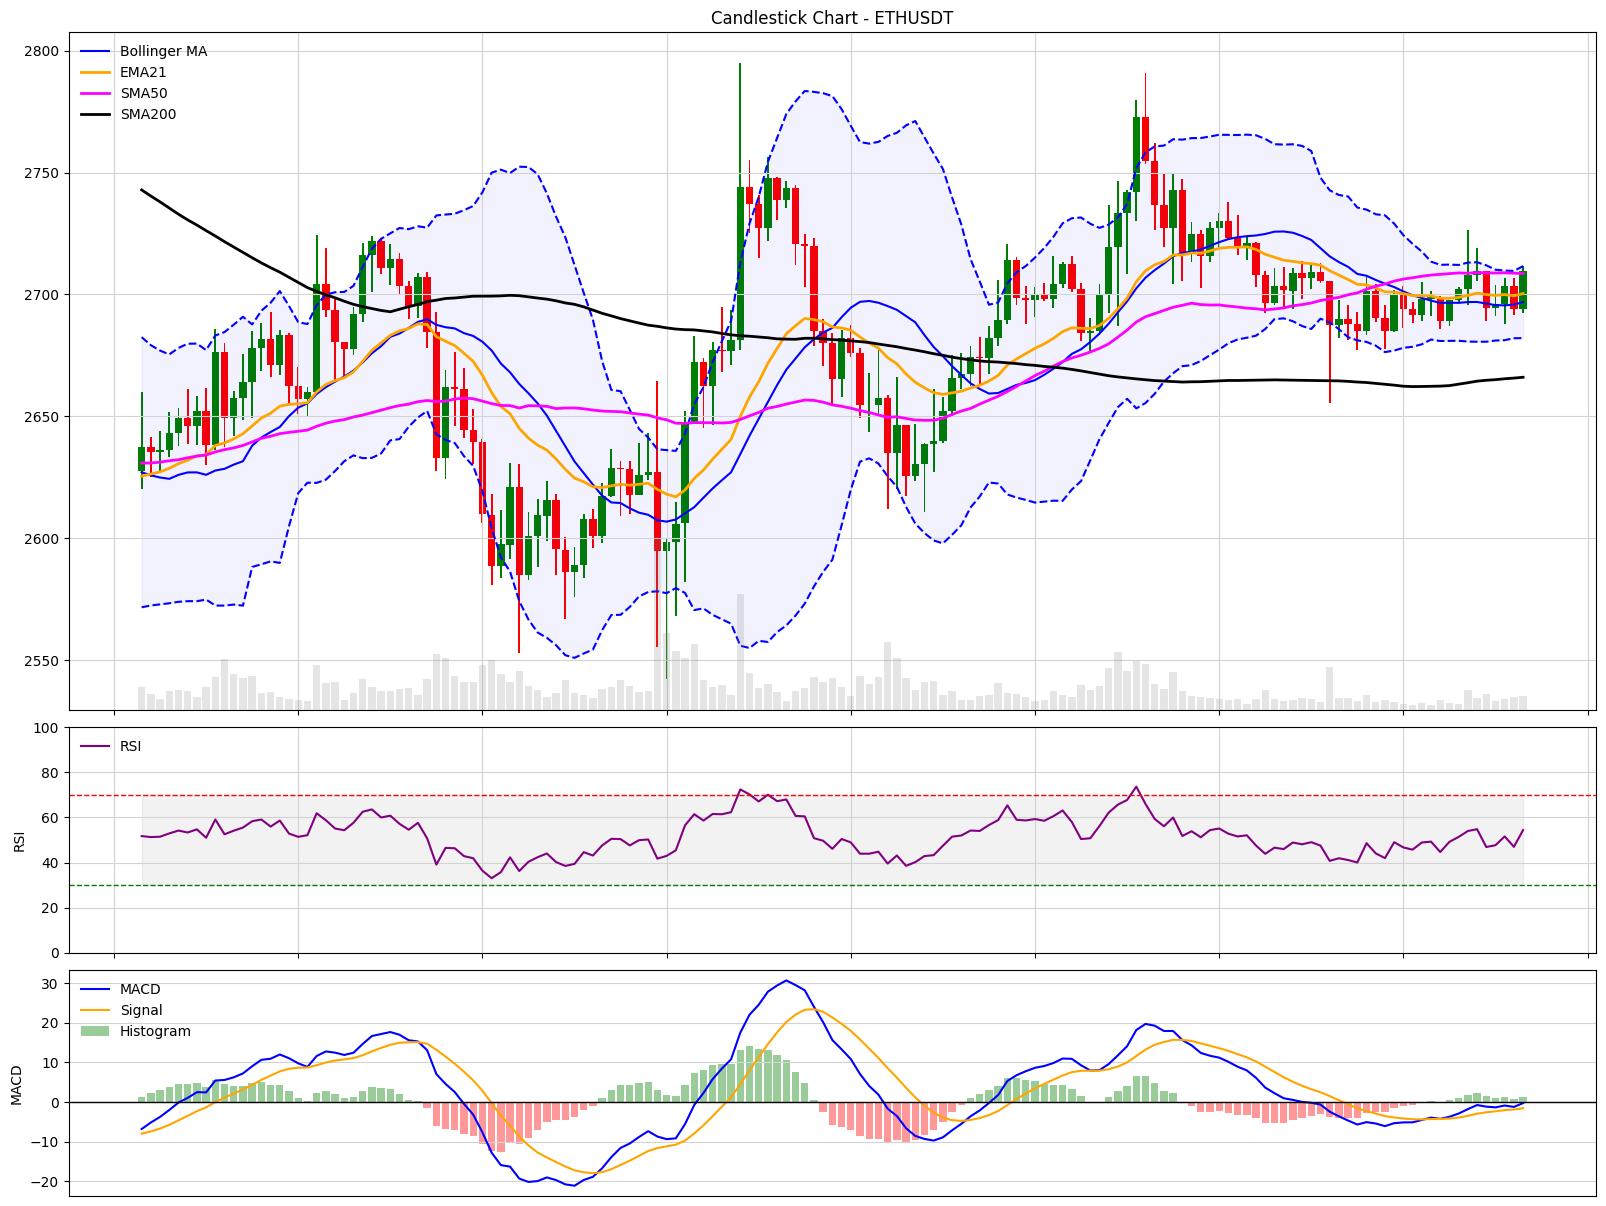 Candlestick Chart - ETHUSDT
2800
2750
2700
2650
2600
2550
Bollinger MA
EMA21
SMA50
SMA200
100
80
60
40
20
0
RSI
RSI
30
20
10
0
−10
−20
MACD
MACD
Signal
Histogram